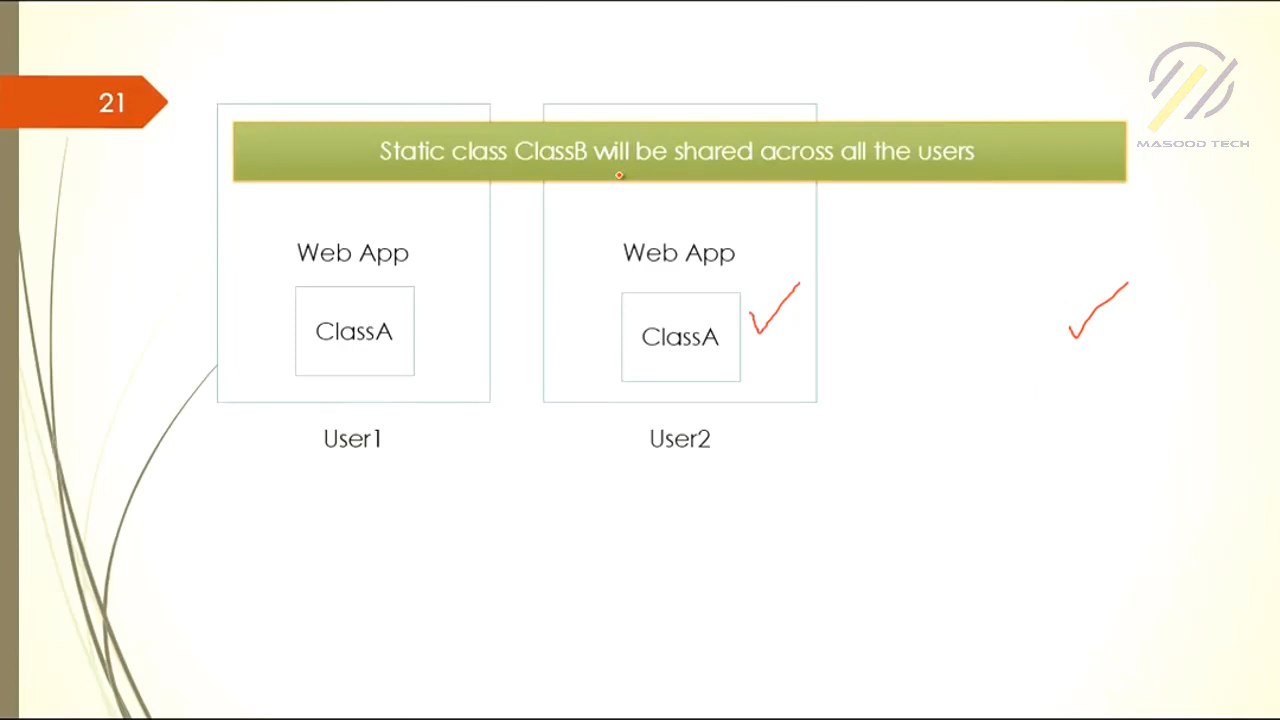 21
MASOOD TECH
Static class ClassB will be shared across all the users
Web App
Web App
ClassA
ClassA
User1
User2